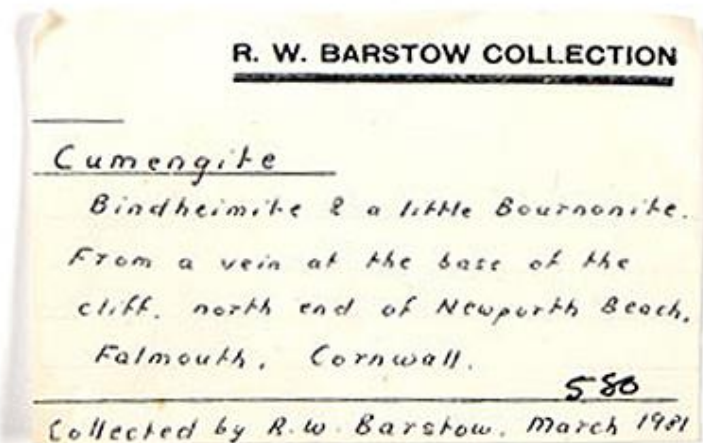 R. W. BARSTOW COLLECTION
Cumengite
Bindheimite & a little Bournonite.
From a vein at the base of the
cliff. north end of Newporth Beach.
Falmouth. Cornwall.
580
Collected by R.W. Barstow. March 1981